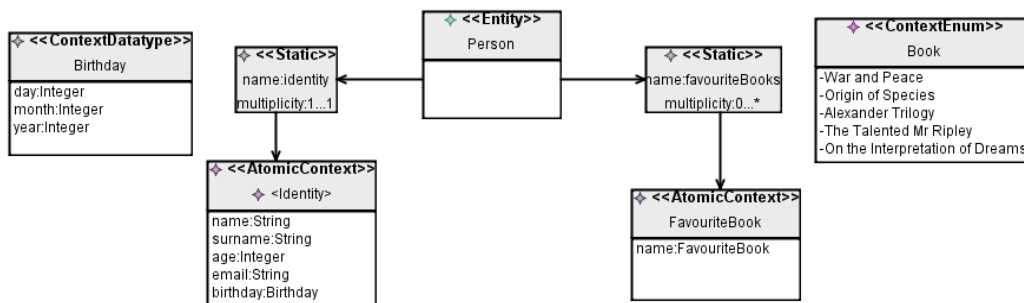 <<ContextDatatype>>
Birthday
day:Integer
month:Integer
year:Integer
<<Static>>
name:identity
multiplicity:1...1
<<Entity>>
Person
<<Static>>
name:favouriteBooks
multiplicity:0...*
<<ContextEnum>>
Book
-War and Peace
-Origin of Species
-Alexander Trilogy
-The Talented Mr Ripley
-On the Interpretation of Dreams
<<AtomicContext>>
<Identity>
name:String
surname:String
age:Integer
email:String
birthday:Birthday
<<AtomicContext>>
FavouriteBook
name:FavouriteBook